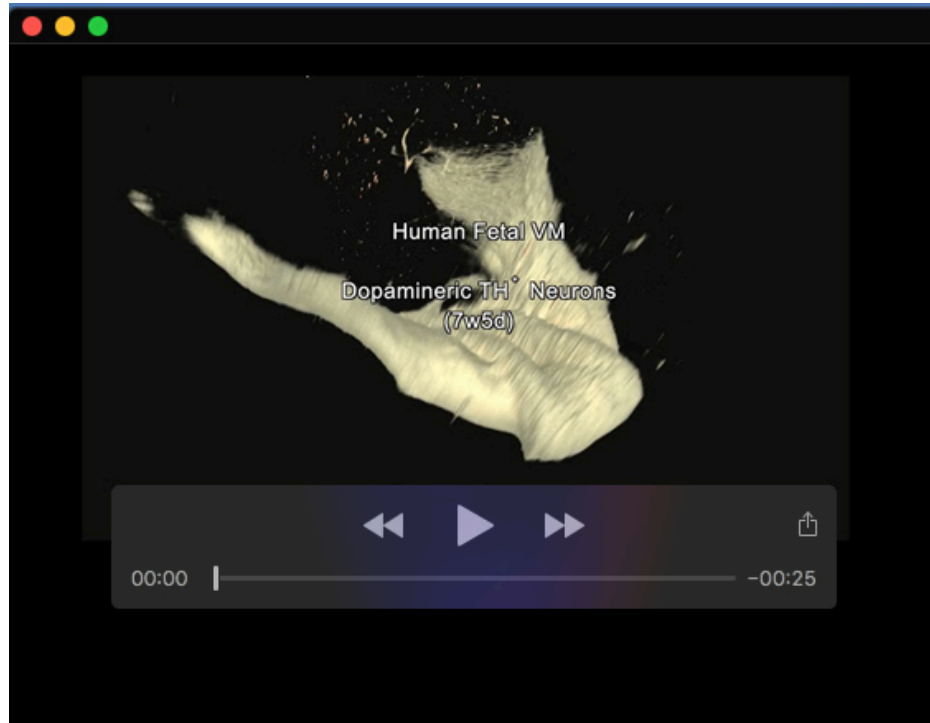 Human Fetal VM
Dopamineric TH⁺ Neurons
(7w5d)
00:00
-00:25